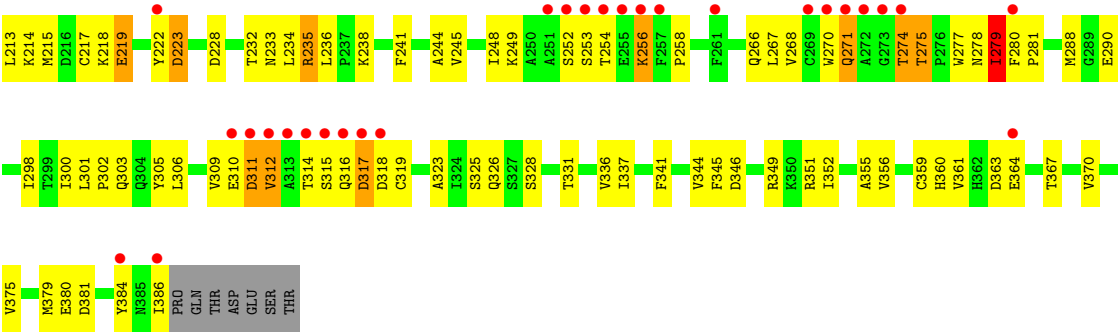 L213 K214 M215 D216 C217 K218 E219 Y222 D223 D228 T232 N233 L234 R235 L236 P237 K238 F241 A244 V245 I248 K249 A250 A251 S252 S253 T254 E255 K256 F257 P258 F261 Q266 L267 V268 C269 W270 Q271 A272 G273 T274 T275 P276 W277 N278 I279 F280 P281 M288 G289 E290
I298 T299 I300 L301 P302 Q303 Q304 Y305 L306 V309 E310 D311 V312 A313 T314 S315 Q316 D317 D318 C319 A323 I324 S325 Q326 S327 S328 T331 V336 I337 F341 V344 F345 D346 R349 K350 R351 I352 A355 V356 C359 H360 V361 H362 D363 E364 T367 V370
V375 M379 E380 D381 Y384 N385 I386 PRO GLN THR ASP GLU SER THR